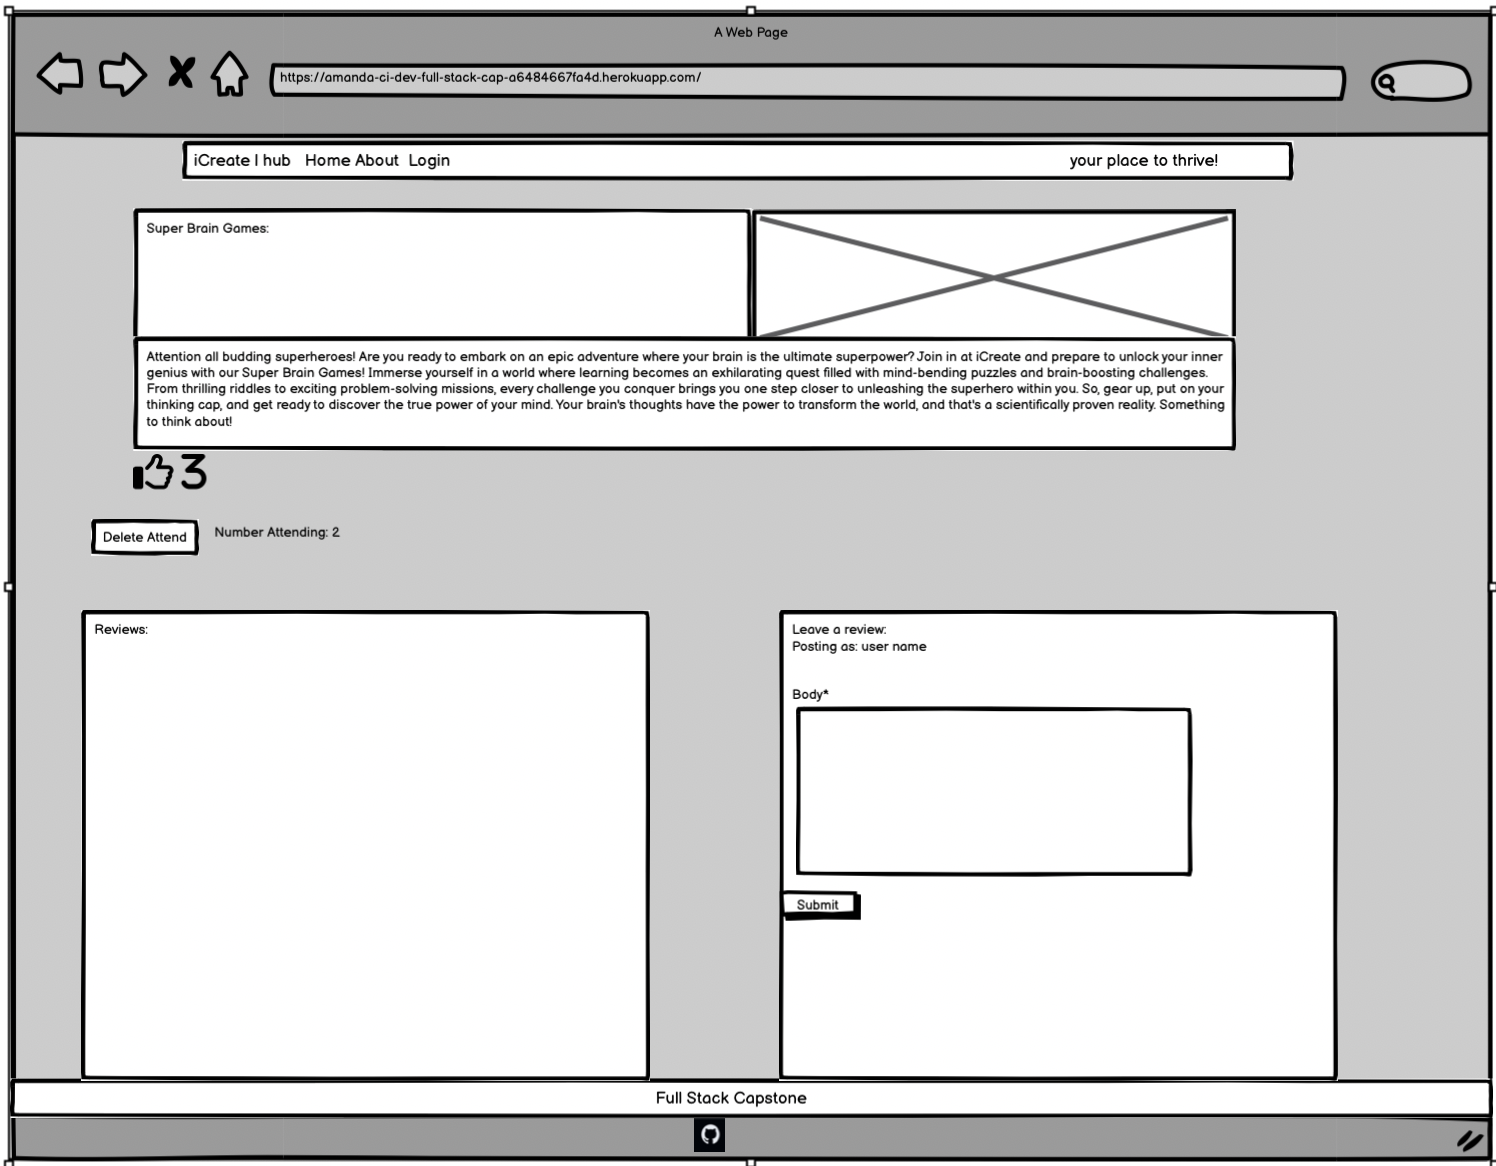 A Web Page
https://amanda-ci-dev-full-stack-cap-a6484667fa4d.herokuapp.com/
iCreate I hub Home About Login your place to thrive!
Super Brain Games:
Attention all budding superheroes! Are you ready to embark on an epic adventure where your brain is the ultimate superpower? Join in at iCreate and prepare to unlock your inner
genius with our Super Brain Games! Immerse yourself in a world where learning becomes an exhilarating quest filled with mind-bending puzzles and brain-boosting challenges.
From thrilling riddles to exciting problem-solving missions, every challenge you conquer brings you one step closer to unleashing the superhero within you. So, gear up, put on your
thinking cap, and get ready to discover the true power of your mind. Your brain's thoughts have the power to transform the world, and that's a scientifically proven reality. Something
to think about!
3
Delete Attend Number Attending: 2
Reviews:
Leave a review:
Posting as: user name
Body*
Submit
Full Stack Capstone